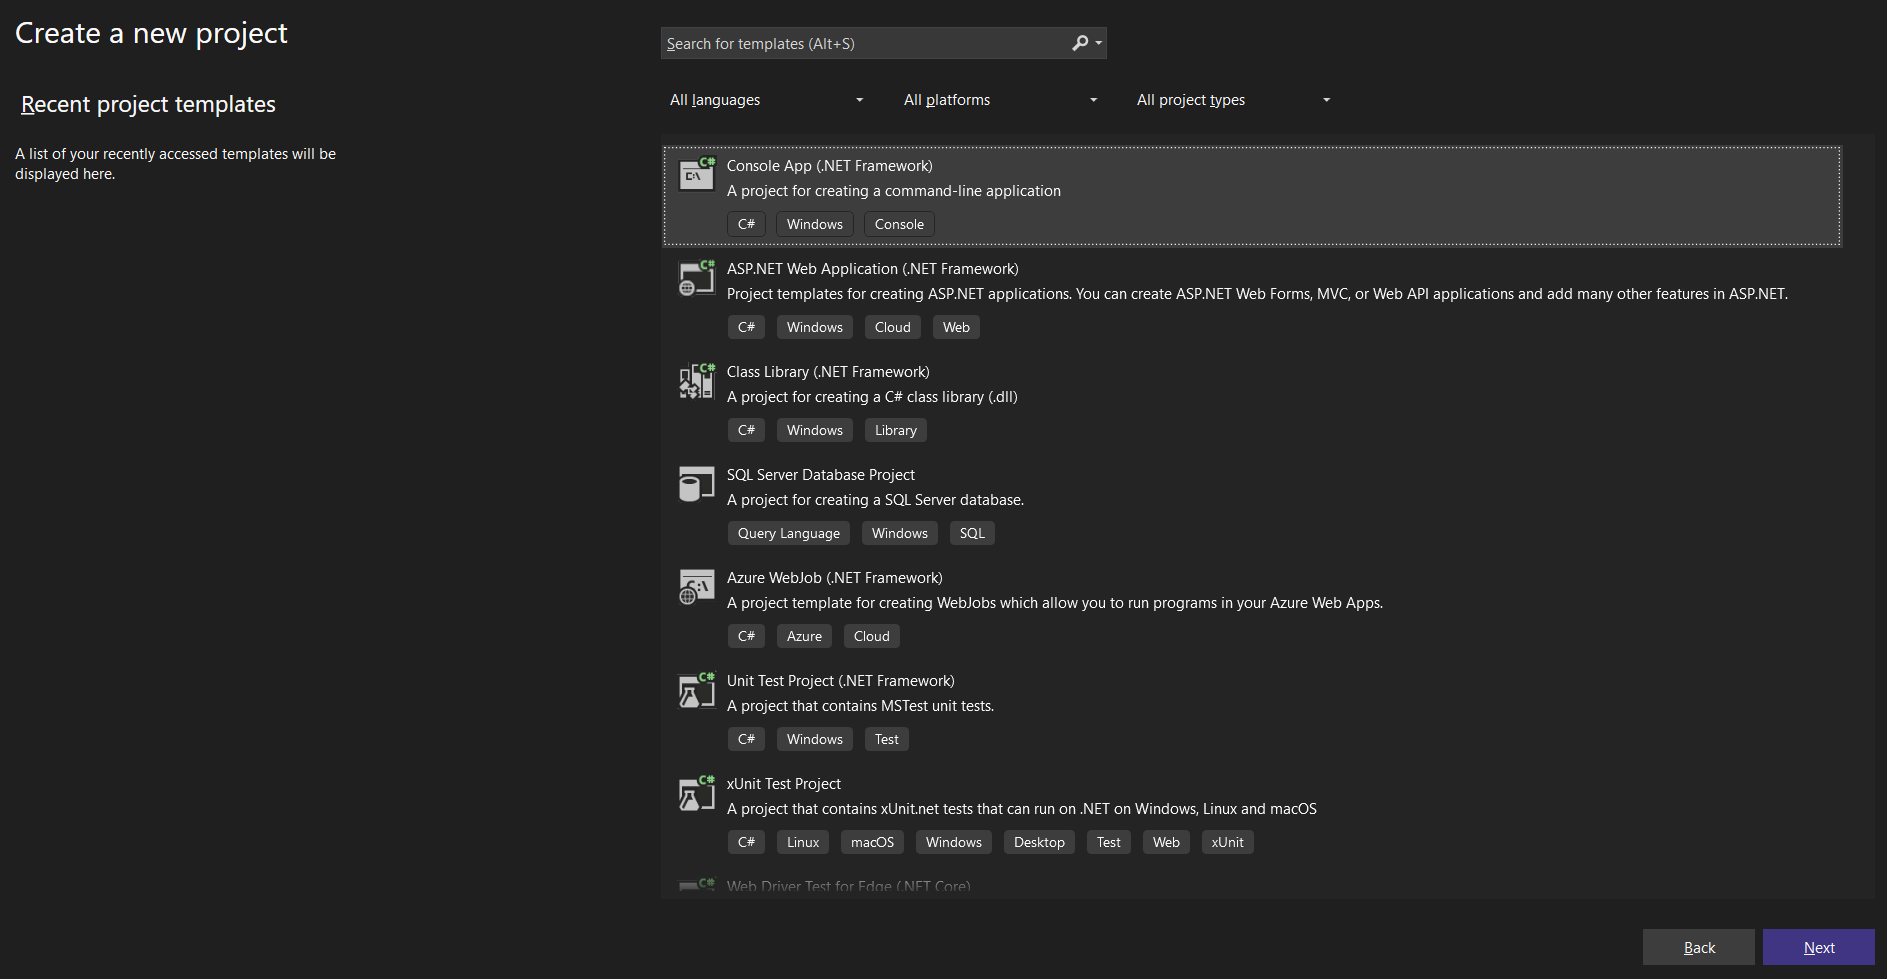 Create a new project
Recent project templates
A list of your recently accessed templates will be
displayed here.
Search for templates (Alt+S)
All languages
All platforms
All project types
C#
C:\
Console App (.NET Framework)
A project for creating a command-line application
C#
Windows
Console
C#
ASP.NET Web Application (.NET Framework)
Project templates for creating ASP.NET applications. You can create ASP.NET Web Forms, MVC, or Web API applications and add many other features in ASP.NET.
C#
Windows
Cloud
Web
C#
Class Library (.NET Framework)
A project for creating a C# class library (.dll)
C#
Windows
Library
SQL Server Database Project
A project for creating a SQL Server database.
Query Language
Windows
SQL
C:\
Azure WebJob (.NET Framework)
A project template for creating WebJobs which allow you to run programs in your Azure Web Apps.
C#
Azure
Cloud
C#
Unit Test Project (.NET Framework)
A project that contains MSTest unit tests.
C#
Windows
Test
C#
xUnit Test Project
A project that contains xUnit.net tests that can run on .NET on Windows, Linux and macOS
C#
Linux
macOS
Windows
Desktop
Test
Web
xUnit
C#
Web Driver Test for Edge (.NET Core)
Back
Next